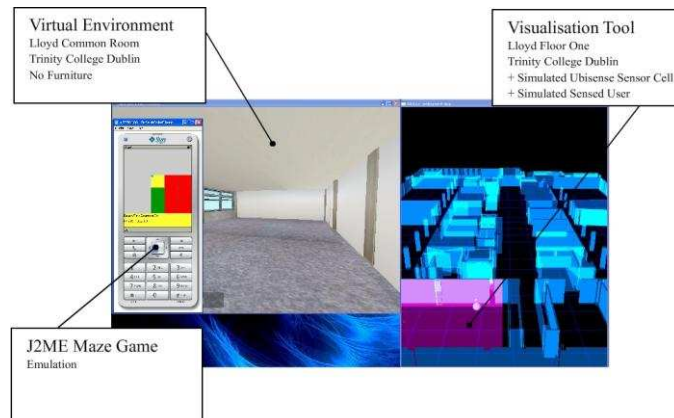 Virtual Environment
Lloyd Common Room
Trinity College Dublin
No Furniture
Visualisation Tool
Lloyd Floor One
Trinity College Dublin
+ Simulated Ubisense Sensor Cell
+ Simulated Sensed User
Sun
J2ME Maze Game
Emulation